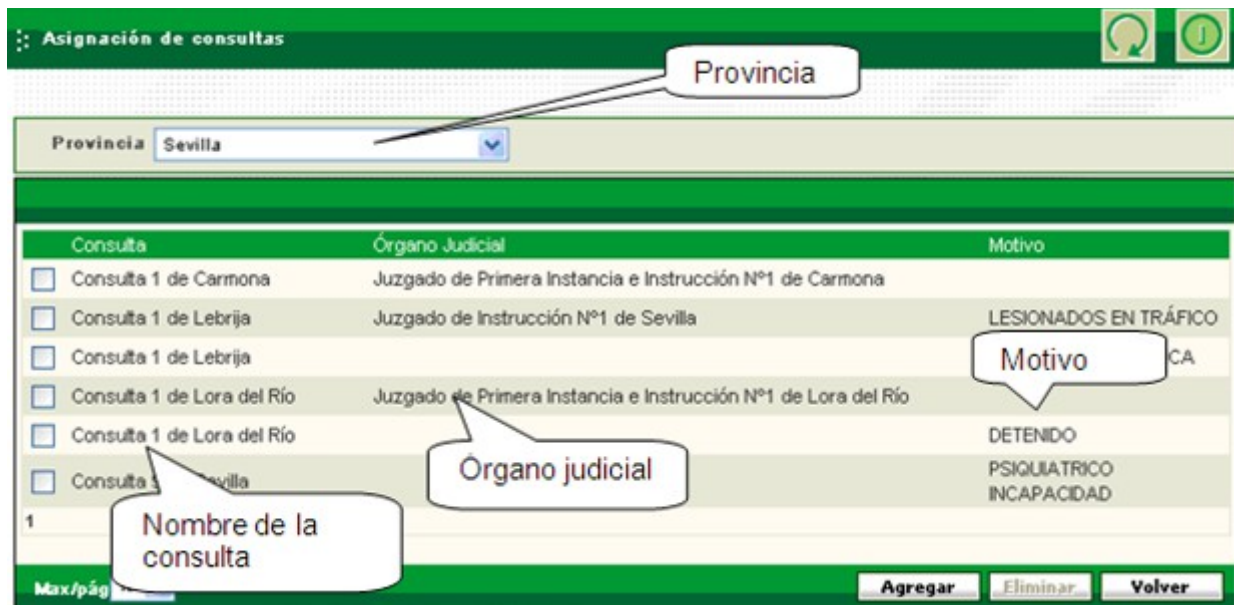 Asignación de consultas
Provincia
Provincia Sevilla
Consulta Órgano Judicial Motivo
Consulta 1 de Carmona Juzgado de Primera Instancia e Instrucción Nº1 de Carmona
Consulta 1 de Lebrija Juzgado de Instrucción Nº1 de Sevilla LESIONADOS EN TRÁFICO
Consulta 1 de Lebrija
Motivo
Consulta 1 de Lora del Río Juzgado de Primera Instancia e Instrucción Nº1 de Lora del Río
Consulta 1 de Lora del Río DETENIDO
Órgano judicial
Consulta PSIQUIATRICO
INCAPACIDAD
1
Nombre de la
consulta
Max/pág Agregar Eliminar Volver